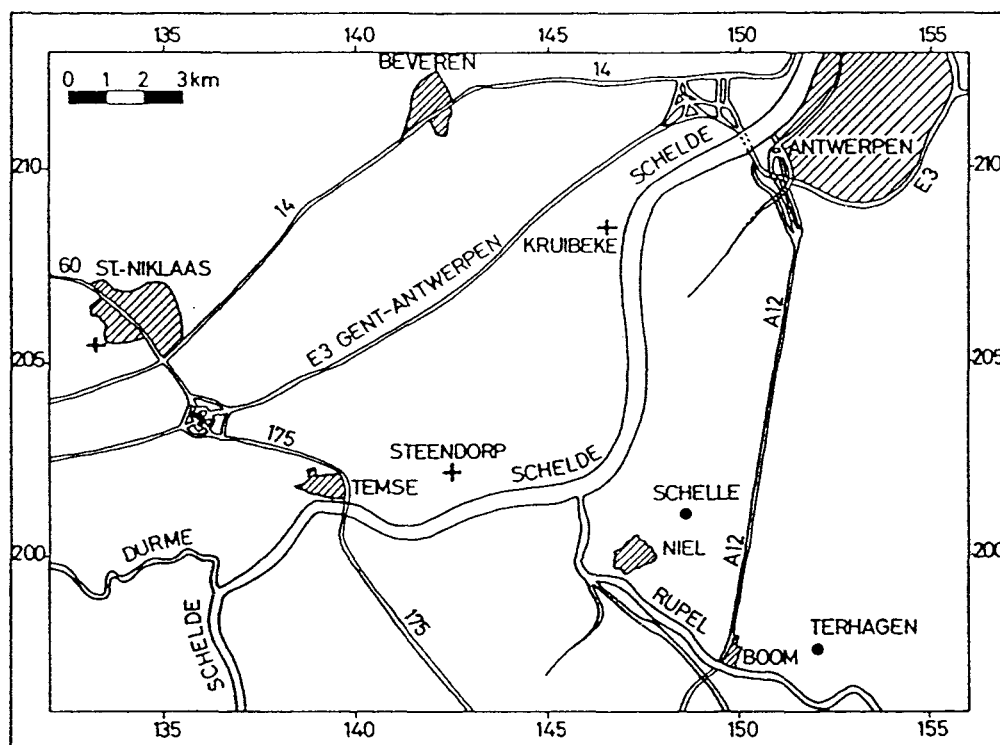 135 140 145 150 155
0 1 2 3 km
BEVEREN
14
210
SCHELDE
ANTWERPEN
210
E3
14
KRUIBEKE
60
ST-NIKLAAS
E3 GENT-ANTWERPEN
A12
205
205
175
STEENDORP
SCHELDE
TEMSE
SCHELLE
A12
200
DURME
NIEL
200
SCHELDE
175
RUPEL
TERHAGEN
BOOM
135 140 145 150 155